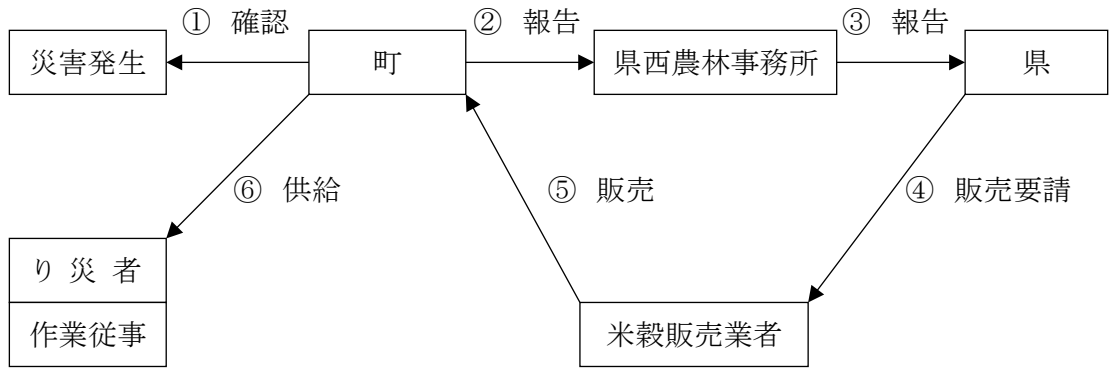 ① 確認
② 報告
③ 報告
災害発生
町
県西農林事務所
県
⑥ 供給
⑤ 販売
④ 販売要請
り 災 者
作業従事
米穀販売業者